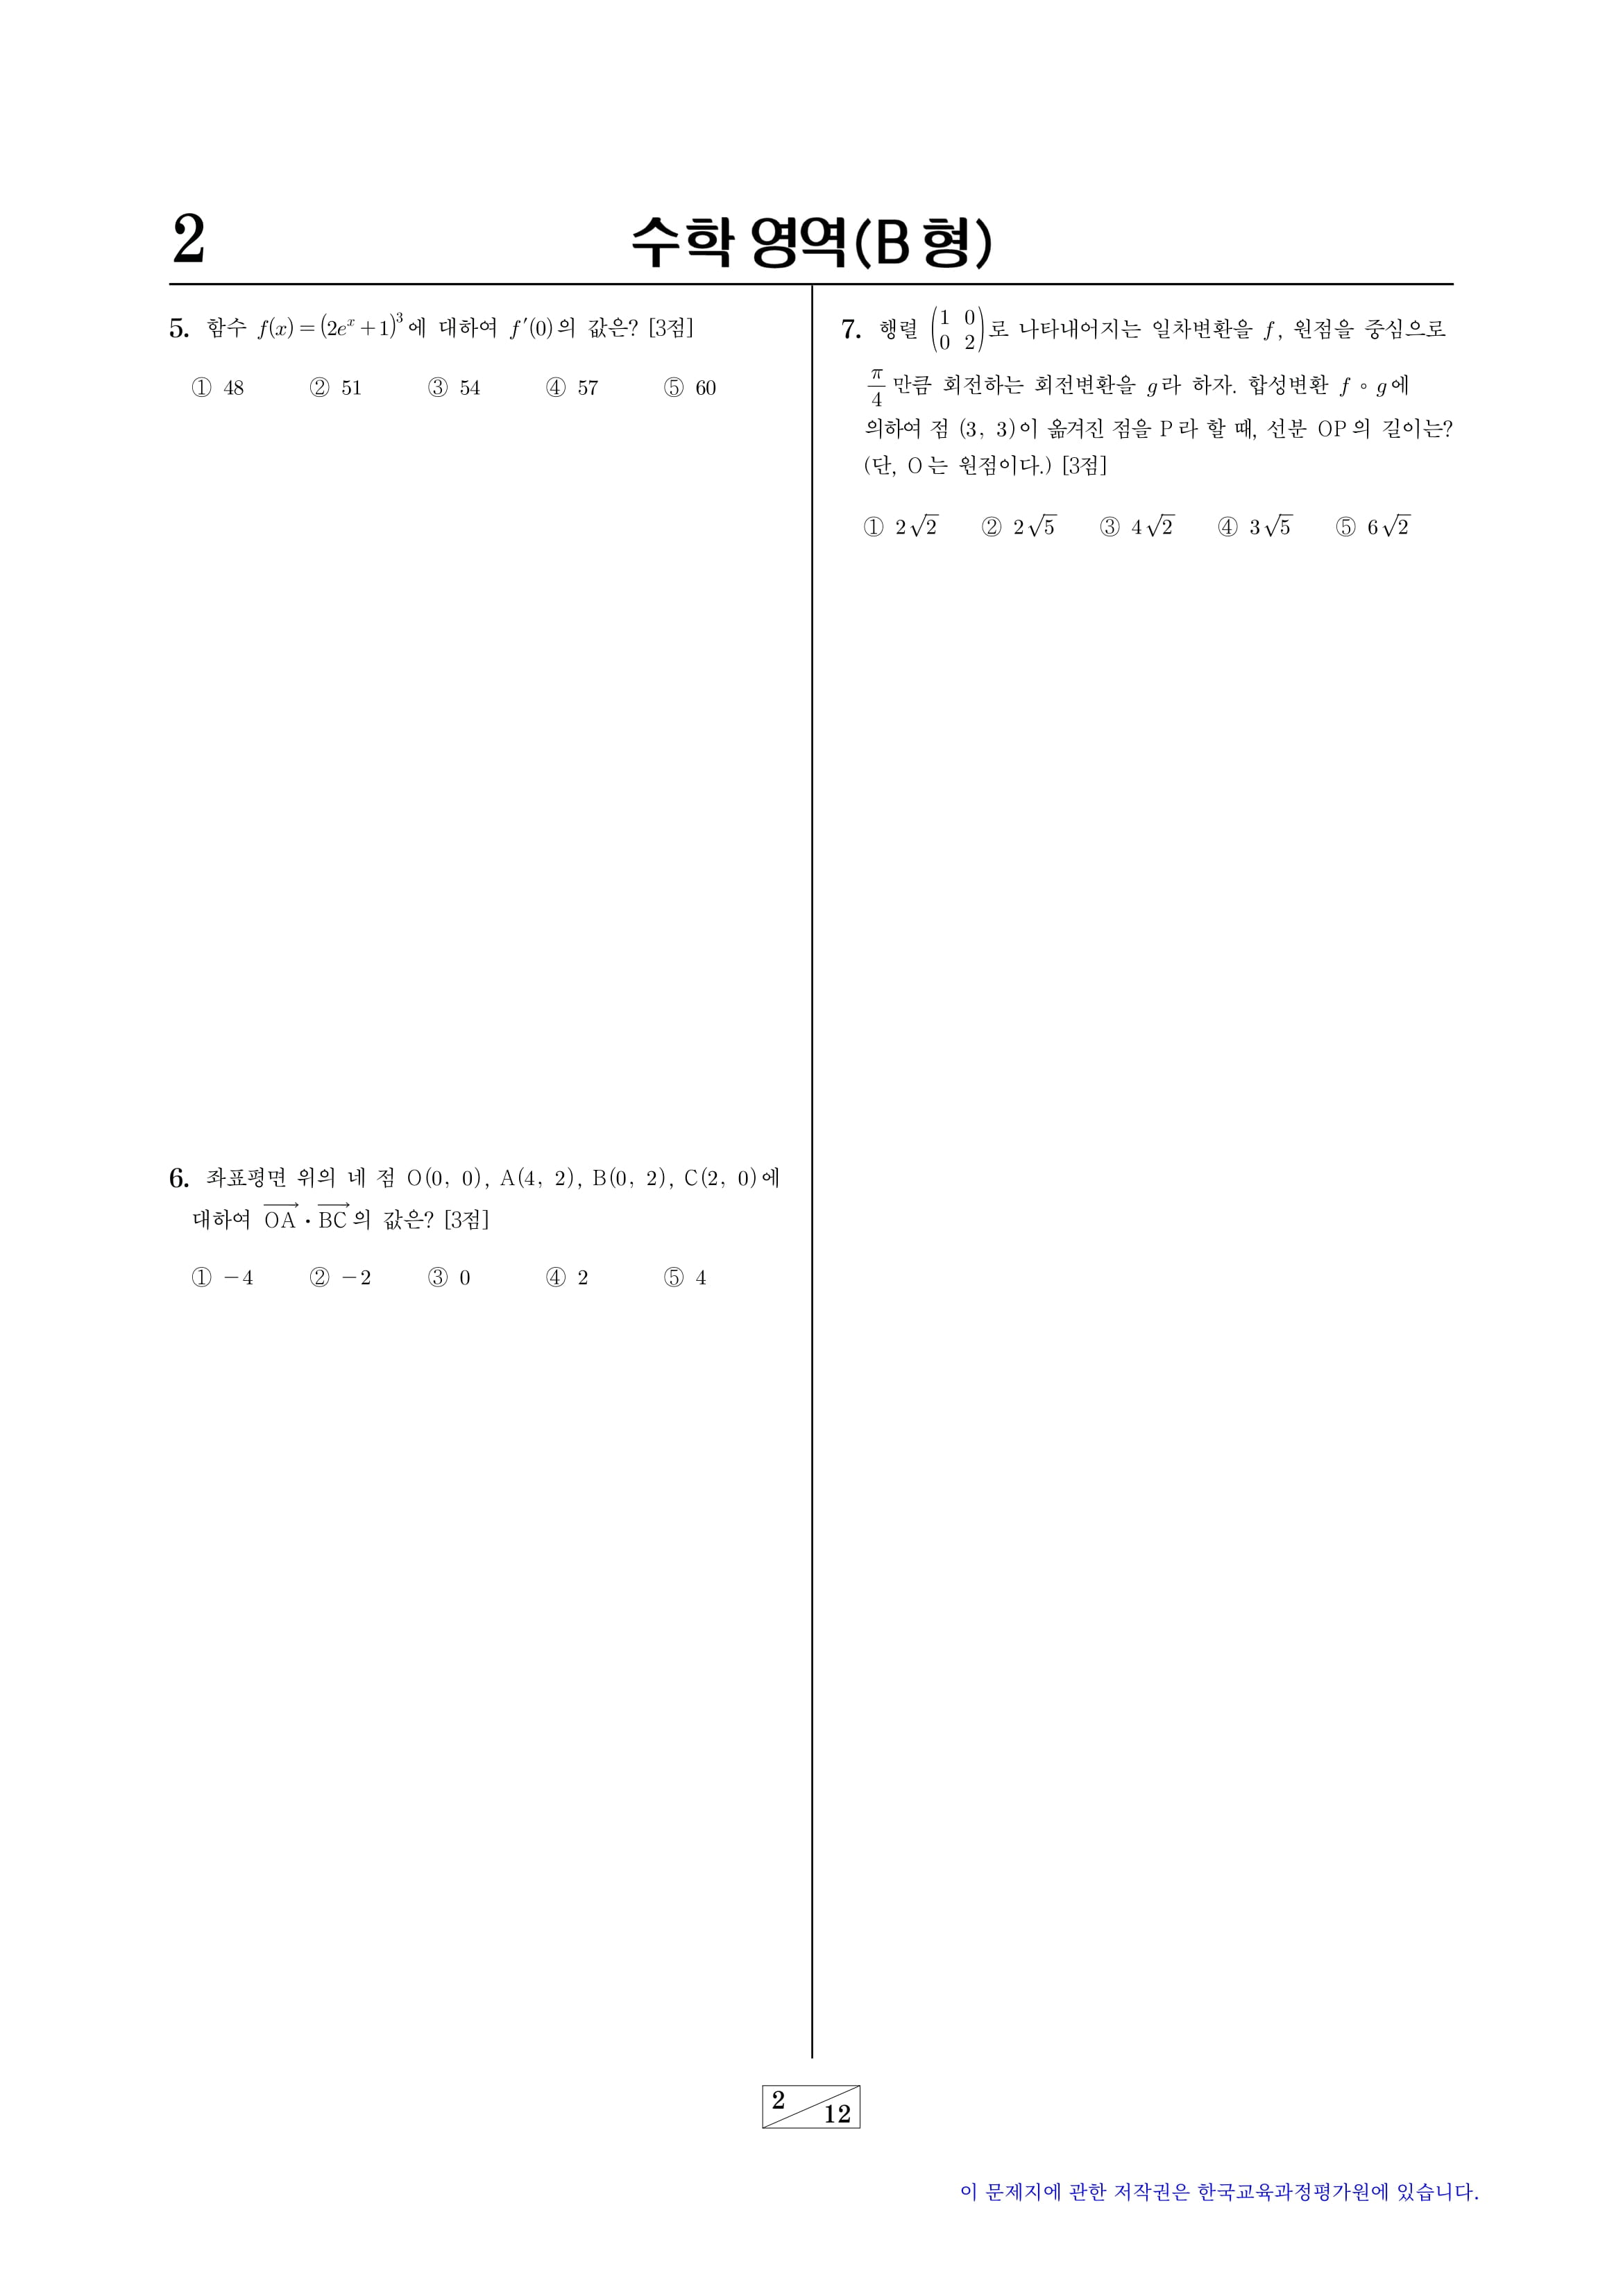 2
수학 영역(B 형)
5. 함수 f(x) = (2eˣ + 1)³에 대하여 f′(0)의 값은? [3점]
① 48 ② 51 ③ 54 ④ 57 ⑤ 60
6. 좌표평면 위의 네 점 O(0, 0), A(4, 2), B(0, 2), C(2, 0)에
대하여 $\overrightarrow{OA}$ · $\overrightarrow{BC}$의 값은? [3점]
① −4 ② −2 ③ 0 ④ 2 ⑤ 4
7. 행렬 $\begin{pmatrix} 1 & 0 \\ 0 & 2 \end{pmatrix}$로 나타내어지는 일차변환을 f, 원점을 중심으로
$\frac{\pi}{4}$만큼 회전하는 회전변환을 g라 하자. 합성변환 f ∘ g에
의하여 점 (3, 3)이 옮겨진 점을 P라 할 때, 선분 OP의 길이는?
(단, O는 원점이다.) [3점]
① 2√2 ② 2√5 ③ 4√2 ④ 3√5 ⑤ 6√2
2
12
이 문제지에 관한 저작권은 한국교육과정평가원에 있습니다.